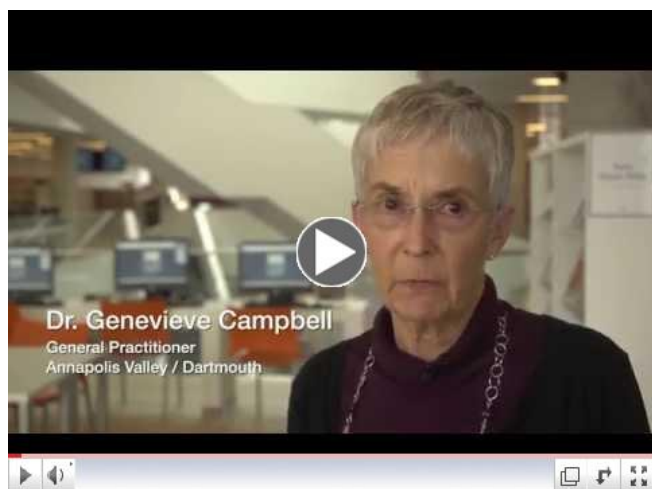 Dr. Genevieve Campbell
General Practitioner
Annapolis Valley / Dartmouth